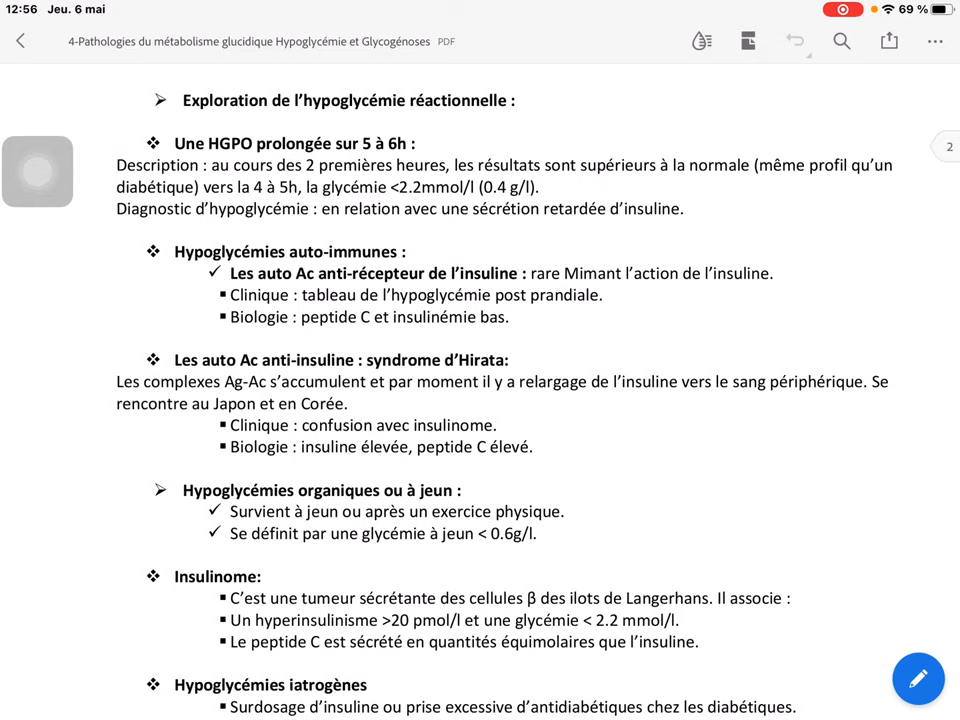 12:56 Jeu. 6 mai
69 %
4-Pathologies du métabolisme glucidique Hypoglycémie et Glycogénoses PDF
➢ Exploration de l’hypoglycémie réactionnelle :
2
❖ Une HGPO prolongée sur 5 à 6h :
Description : au cours des 2 premières heures, les résultats sont supérieurs à la normale (même profil qu’un
diabétique) vers la 4 à 5h, la glycémie <2.2mmol/l (0.4 g/l).
Diagnostic d’hypoglycémie : en relation avec une sécrétion retardée d’insuline.
❖ Hypoglycémies auto-immunes :
✓ Les auto Ac anti-récepteur de l’insuline : rare Mimant l’action de l’insuline.
▪ Clinique : tableau de l’hypoglycémie post prandiale.
▪ Biologie : peptide C et insulinémie bas.
❖ Les auto Ac anti-insuline : syndrome d’Hirata:
Les complexes Ag-Ac s’accumulent et par moment il y a relargage de l’insuline vers le sang périphérique. Se
rencontre au Japon et en Corée.
▪ Clinique : confusion avec insulinome.
▪ Biologie : insuline élevée, peptide C élevé.
➢ Hypoglycémies organiques ou à jeun :
✓ Survient à jeun ou après un exercice physique.
✓ Se définit par une glycémie à jeun < 0.6g/l.
❖ Insulinome:
▪ C’est une tumeur sécrétante des cellules β des ilots de Langerhans. Il associe :
▪ Un hyperinsulinisme >20 pmol/l et une glycémie < 2.2 mmol/l.
▪ Le peptide C est sécrété en quantités équimolaires que l’insuline.
❖ Hypoglycémies iatrogènes
▪ Surdosage d’insuline ou prise excessive d’antidiabétiques chez les diabétiques.